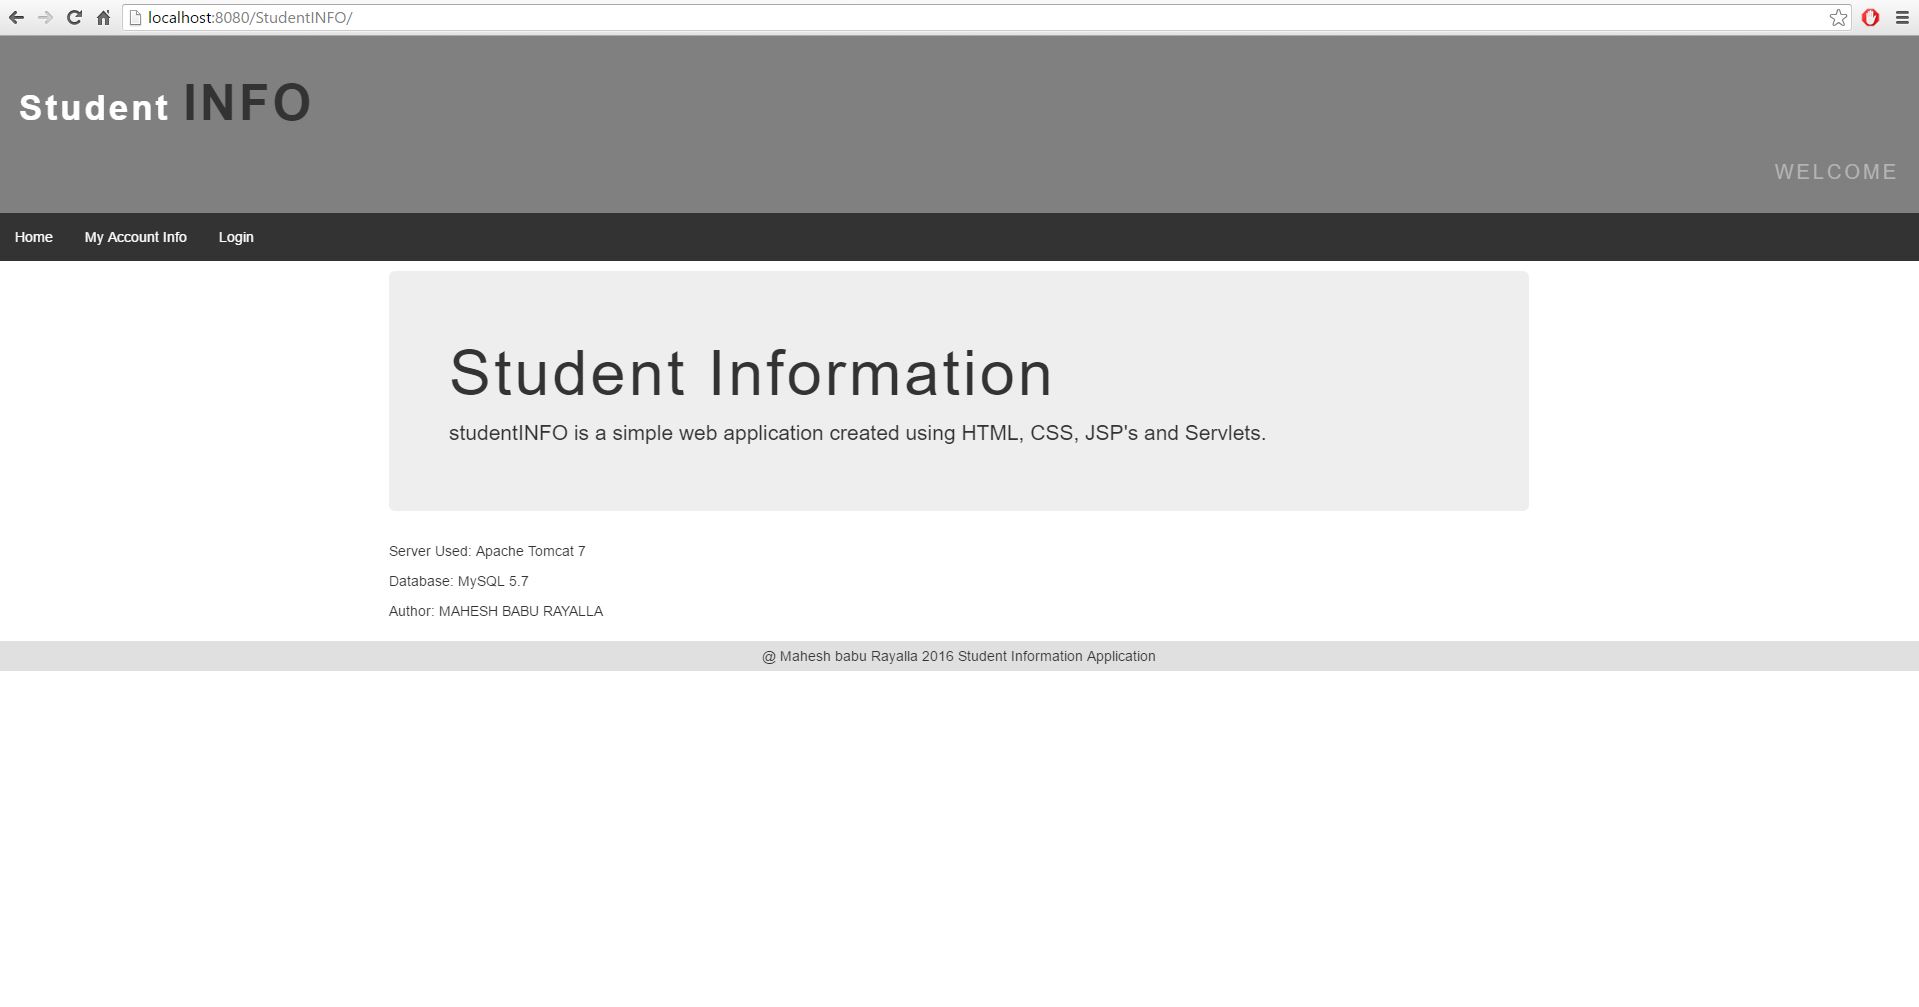 localhost:8080/StudentINFO/
Student INFO
WELCOME
Home My Account Info Login
Student Information
studentINFO is a simple web application created using HTML, CSS, JSP's and Servlets.
Server Used: Apache Tomcat 7
Database: MySQL 5.7
Author: MAHESH BABU RAYALLA
@ Mahesh babu Rayalla 2016 Student Information Application